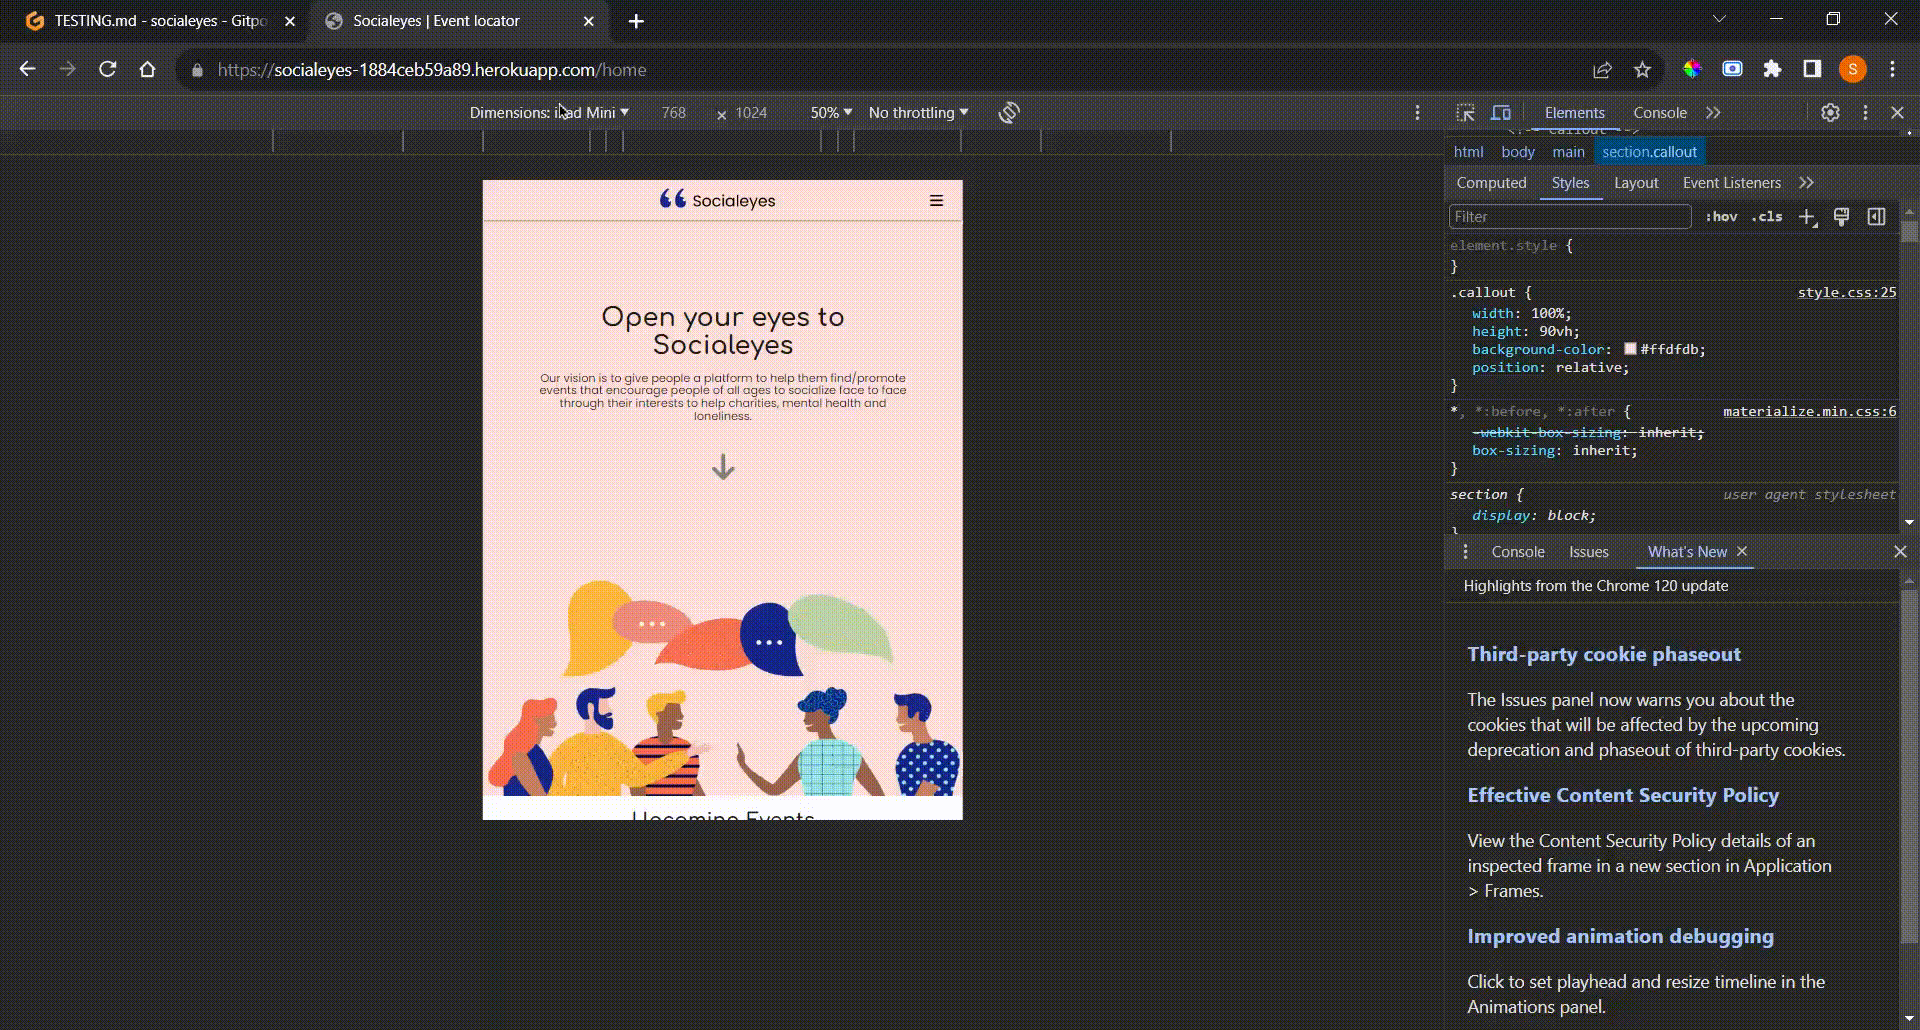 TESTING.md - socialeyes - Gitpo
Socialeyes | Event locator
https://socialeyes-1884ceb59a89.herokuapp.com/home
S
Dimensions: iPad Mini 768 × 1024 50% No throttling
Elements Console
html body main section.callout
Computed Styles Layout Event Listeners
Filter :hov .cls
element.style {
}
.callout { style.css:25
width: 100%;
height: 90vh;
background-color: #ffdfdb;
position: relative;
}
*, *:before, *:after { materialize.min.css:6
-webkit-box-sizing: inherit;
box-sizing: inherit;
}
section { user agent stylesheet
display: block;
}
Console Issues What's New
Highlights from the Chrome 120 update
Third-party cookie phaseout
The Issues panel now warns you about the
cookies that will be affected by the upcoming
deprecation and phaseout of third-party cookies.
Effective Content Security Policy
View the Content Security Policy details of an
inspected frame in a new section in Application
> Frames.
Improved animation debugging
Click to set playhead and resize timeline in the
Animations panel.
Socialeyes
Open your eyes to
Socialeyes
Our vision is to give people a platform to help them find/promote
events that encourage people of all ages to socialize face to face
through their interests to help charities, mental health and
loneliness.
Upcoming Events